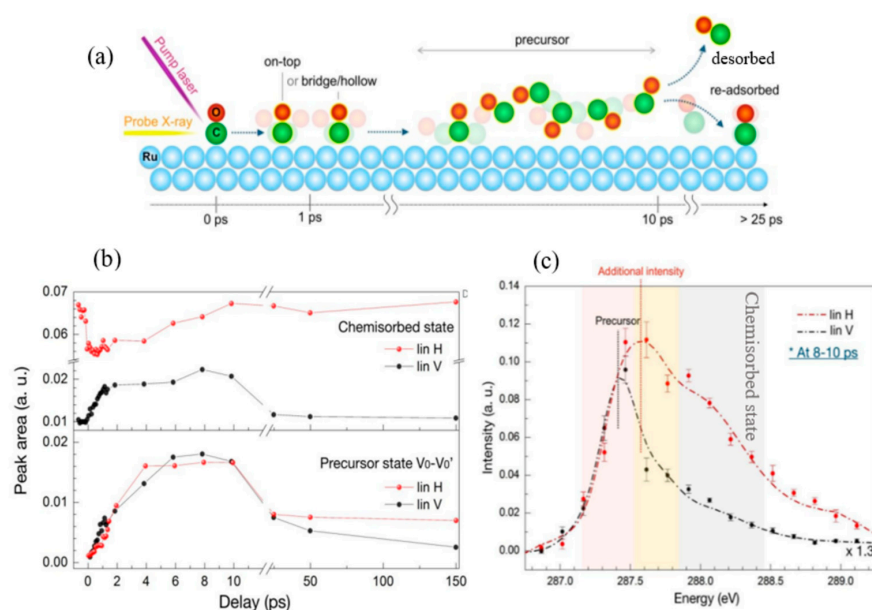 (a)
Pump laser
Probe X-ray
O
C
Ru
on-top
or bridge/hollow
precursor
desorbed
re-adsorbed
0 ps
1 ps
10 ps
> 25 ps
(b)
0.07
0.06
0.02
0.01
0.02
0.01
0.00
Peak area (a. u.)
lin H
Chemisorbed state
lin V
Precursor state V₀-V₀'
lin H
lin V
0 2 4 6 8 10 50 100 150
Delay (ps)
(c)
Additional intensity
Precursor
Chemisorbed state
lin H
lin V
* At 8-10 ps
0.14
0.12
0.10
0.08
0.06
0.04
0.02
0.00
Intensity (a. u.)
x 1.3
287.0 287.5 288.0 288.5 289.0
Energy (eV)